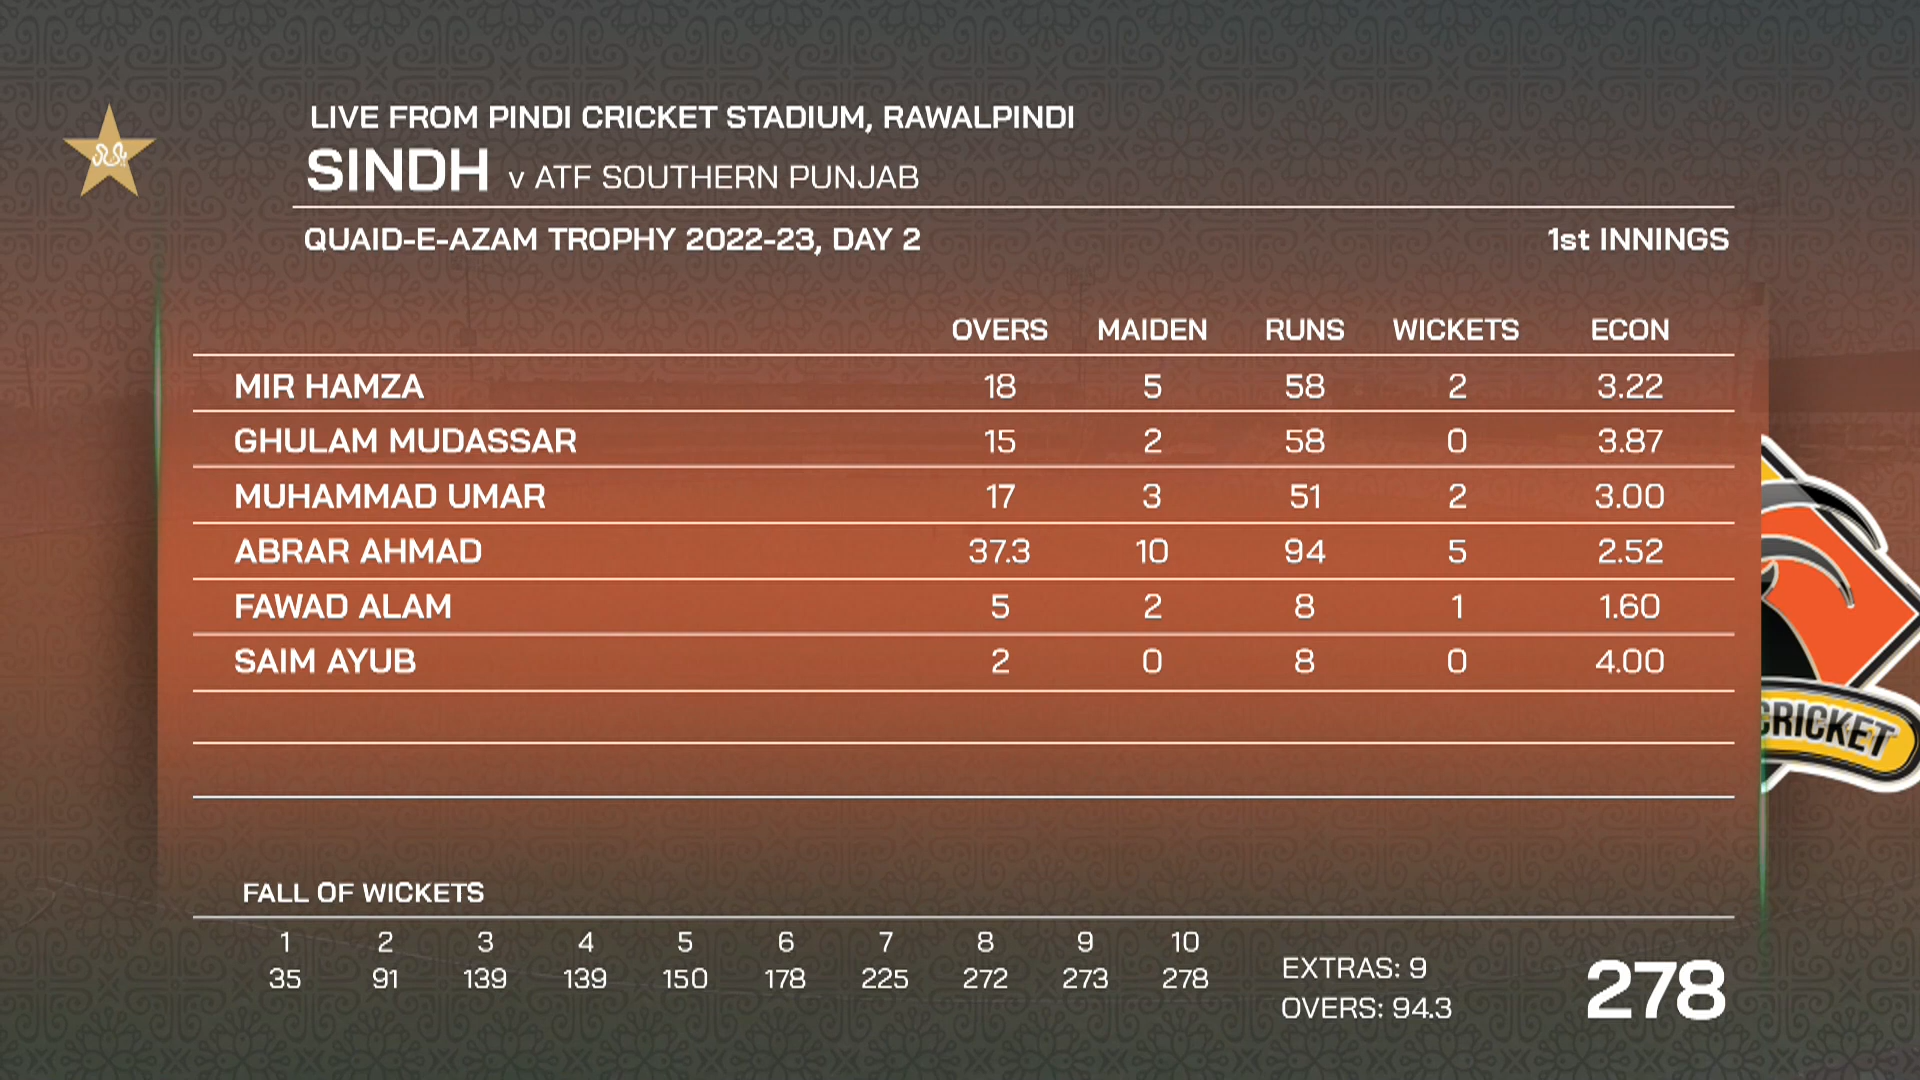 LIVE FROM PINDI CRICKET STADIUM, RAWALPINDI
SINDH v ATF SOUTHERN PUNJAB
QUAID-E-AZAM TROPHY 2022-23, DAY 2 1st INNINGS
OVERS MAIDEN RUNS WICKETS ECON
MIR HAMZA 18 5 58 2 3.22
GHULAM MUDASSAR 15 2 58 0 3.87
MUHAMMAD UMAR 17 3 51 2 3.00
ABRAR AHMAD 37.3 10 94 5 2.52
FAWAD ALAM 5 2 8 1 1.60
SAIM AYUB 2 0 8 0 4.00
CRICKET
FALL OF WICKETS
1 2 3 4 5 6 7 8 9 10
35 91 139 139 150 178 225 272 273 278
EXTRAS: 9
OVERS: 94.3
278